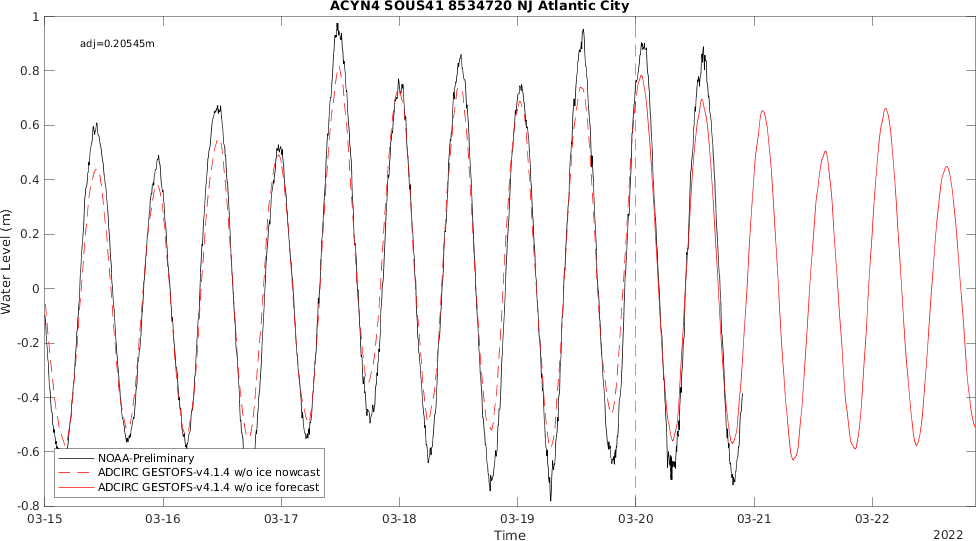 ACYN4 SOUS41 8534720 NJ Atlantic City
adj=0.20545m
Water Level (m)
1
0.8
0.6
0.4
0.2
0
-0.2
-0.4
-0.6
-0.8
NOAA-Preliminary
ADCIRC GESTOFS-v4.1.4 w/o ice nowcast
ADCIRC GESTOFS-v4.1.4 w/o ice forecast
03-15 03-16 03-17 03-18 03-19 03-20 03-21 03-22
Time
2022